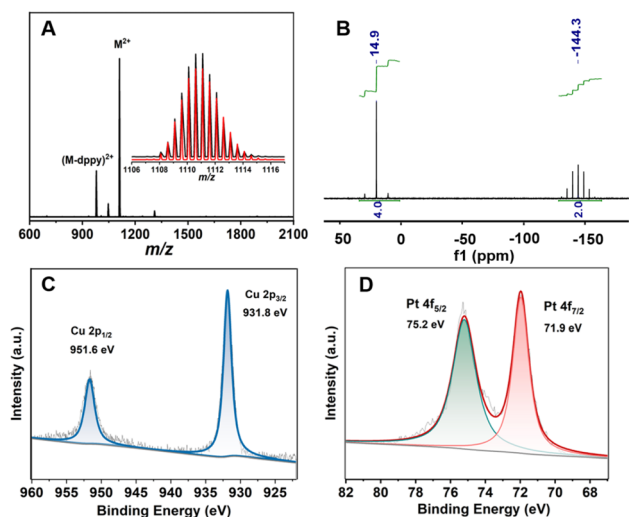 A
M²⁺
(M-dppy)²⁺
1106 1108 1110 1112 1114 1116
m/z
600 900 1200 1500 1800 2100
m/z
B
14.9
-144.3
4.0
2.0
50 0 -50 -100 -150
f1 (ppm)
C
Cu 2p3/2
931.8 eV
Cu 2p1/2
951.6 eV
Intensity (a.u.)
960 955 950 945 940 935 930 925
Binding Energy (eV)
D
Pt 4f5/2
75.2 eV
Pt 4f7/2
71.9 eV
Intensity (a.u.)
82 80 78 76 74 72 70 68
Binding Energy (eV)